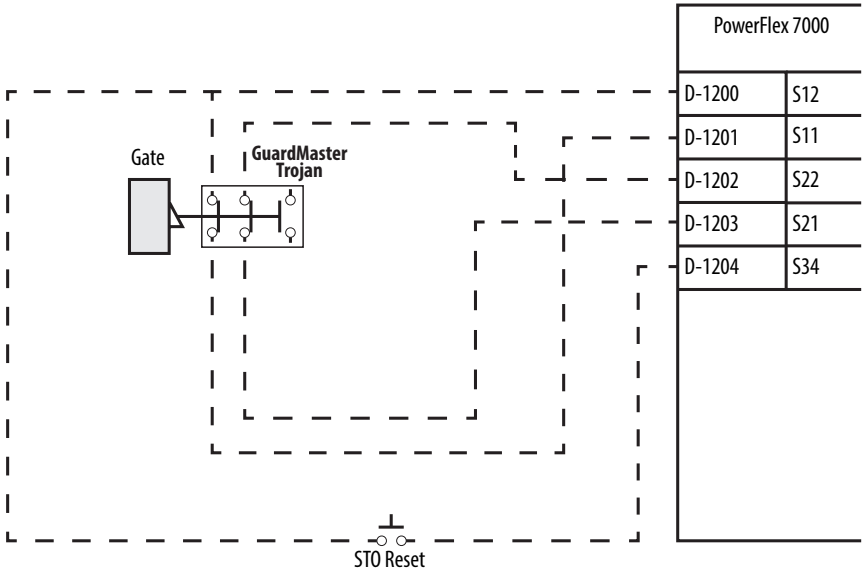 PowerFlex 7000
D-1200 S12
D-1201 S11
D-1202 S22
D-1203 S21
D-1204 S34
Gate
GuardMaster
Trojan
STO Reset